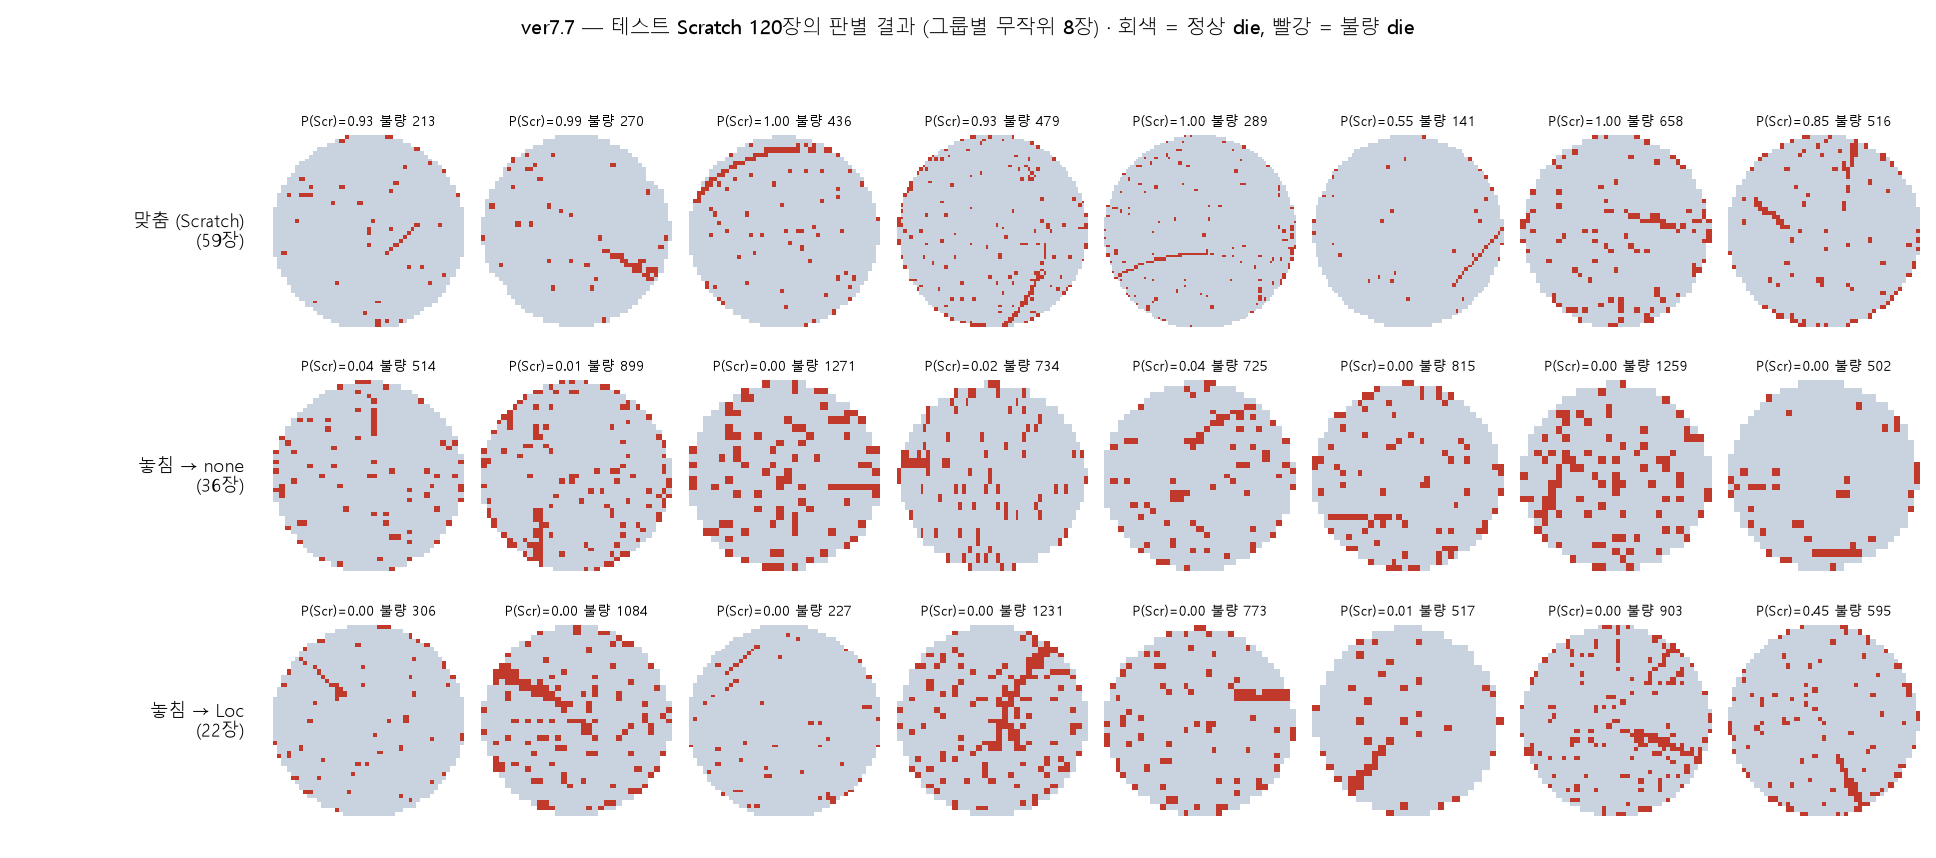 ver7.7 — 테스트 Scratch 120장의 판별 결과 (그룹별 무작위 8장) · 회색 = 정상 die, 빨강 = 불량 die
P(Scr)=0.93 불량 213
P(Scr)=0.99 불량 270
P(Scr)=1.00 불량 436
P(Scr)=0.93 불량 479
P(Scr)=1.00 불량 289
P(Scr)=0.55 불량 141
P(Scr)=1.00 불량 658
P(Scr)=0.85 불량 516
맞춤 (Scratch)
(59장)
P(Scr)=0.04 불량 514
P(Scr)=0.01 불량 899
P(Scr)=0.00 불량 1271
P(Scr)=0.02 불량 734
P(Scr)=0.04 불량 725
P(Scr)=0.00 불량 815
P(Scr)=0.00 불량 1259
P(Scr)=0.00 불량 502
놓침 → none
(36장)
P(Scr)=0.00 불량 306
P(Scr)=0.00 불량 1084
P(Scr)=0.00 불량 227
P(Scr)=0.00 불량 1231
P(Scr)=0.00 불량 773
P(Scr)=0.01 불량 517
P(Scr)=0.00 불량 903
P(Scr)=0.45 불량 595
놓침 → Loc
(22장)